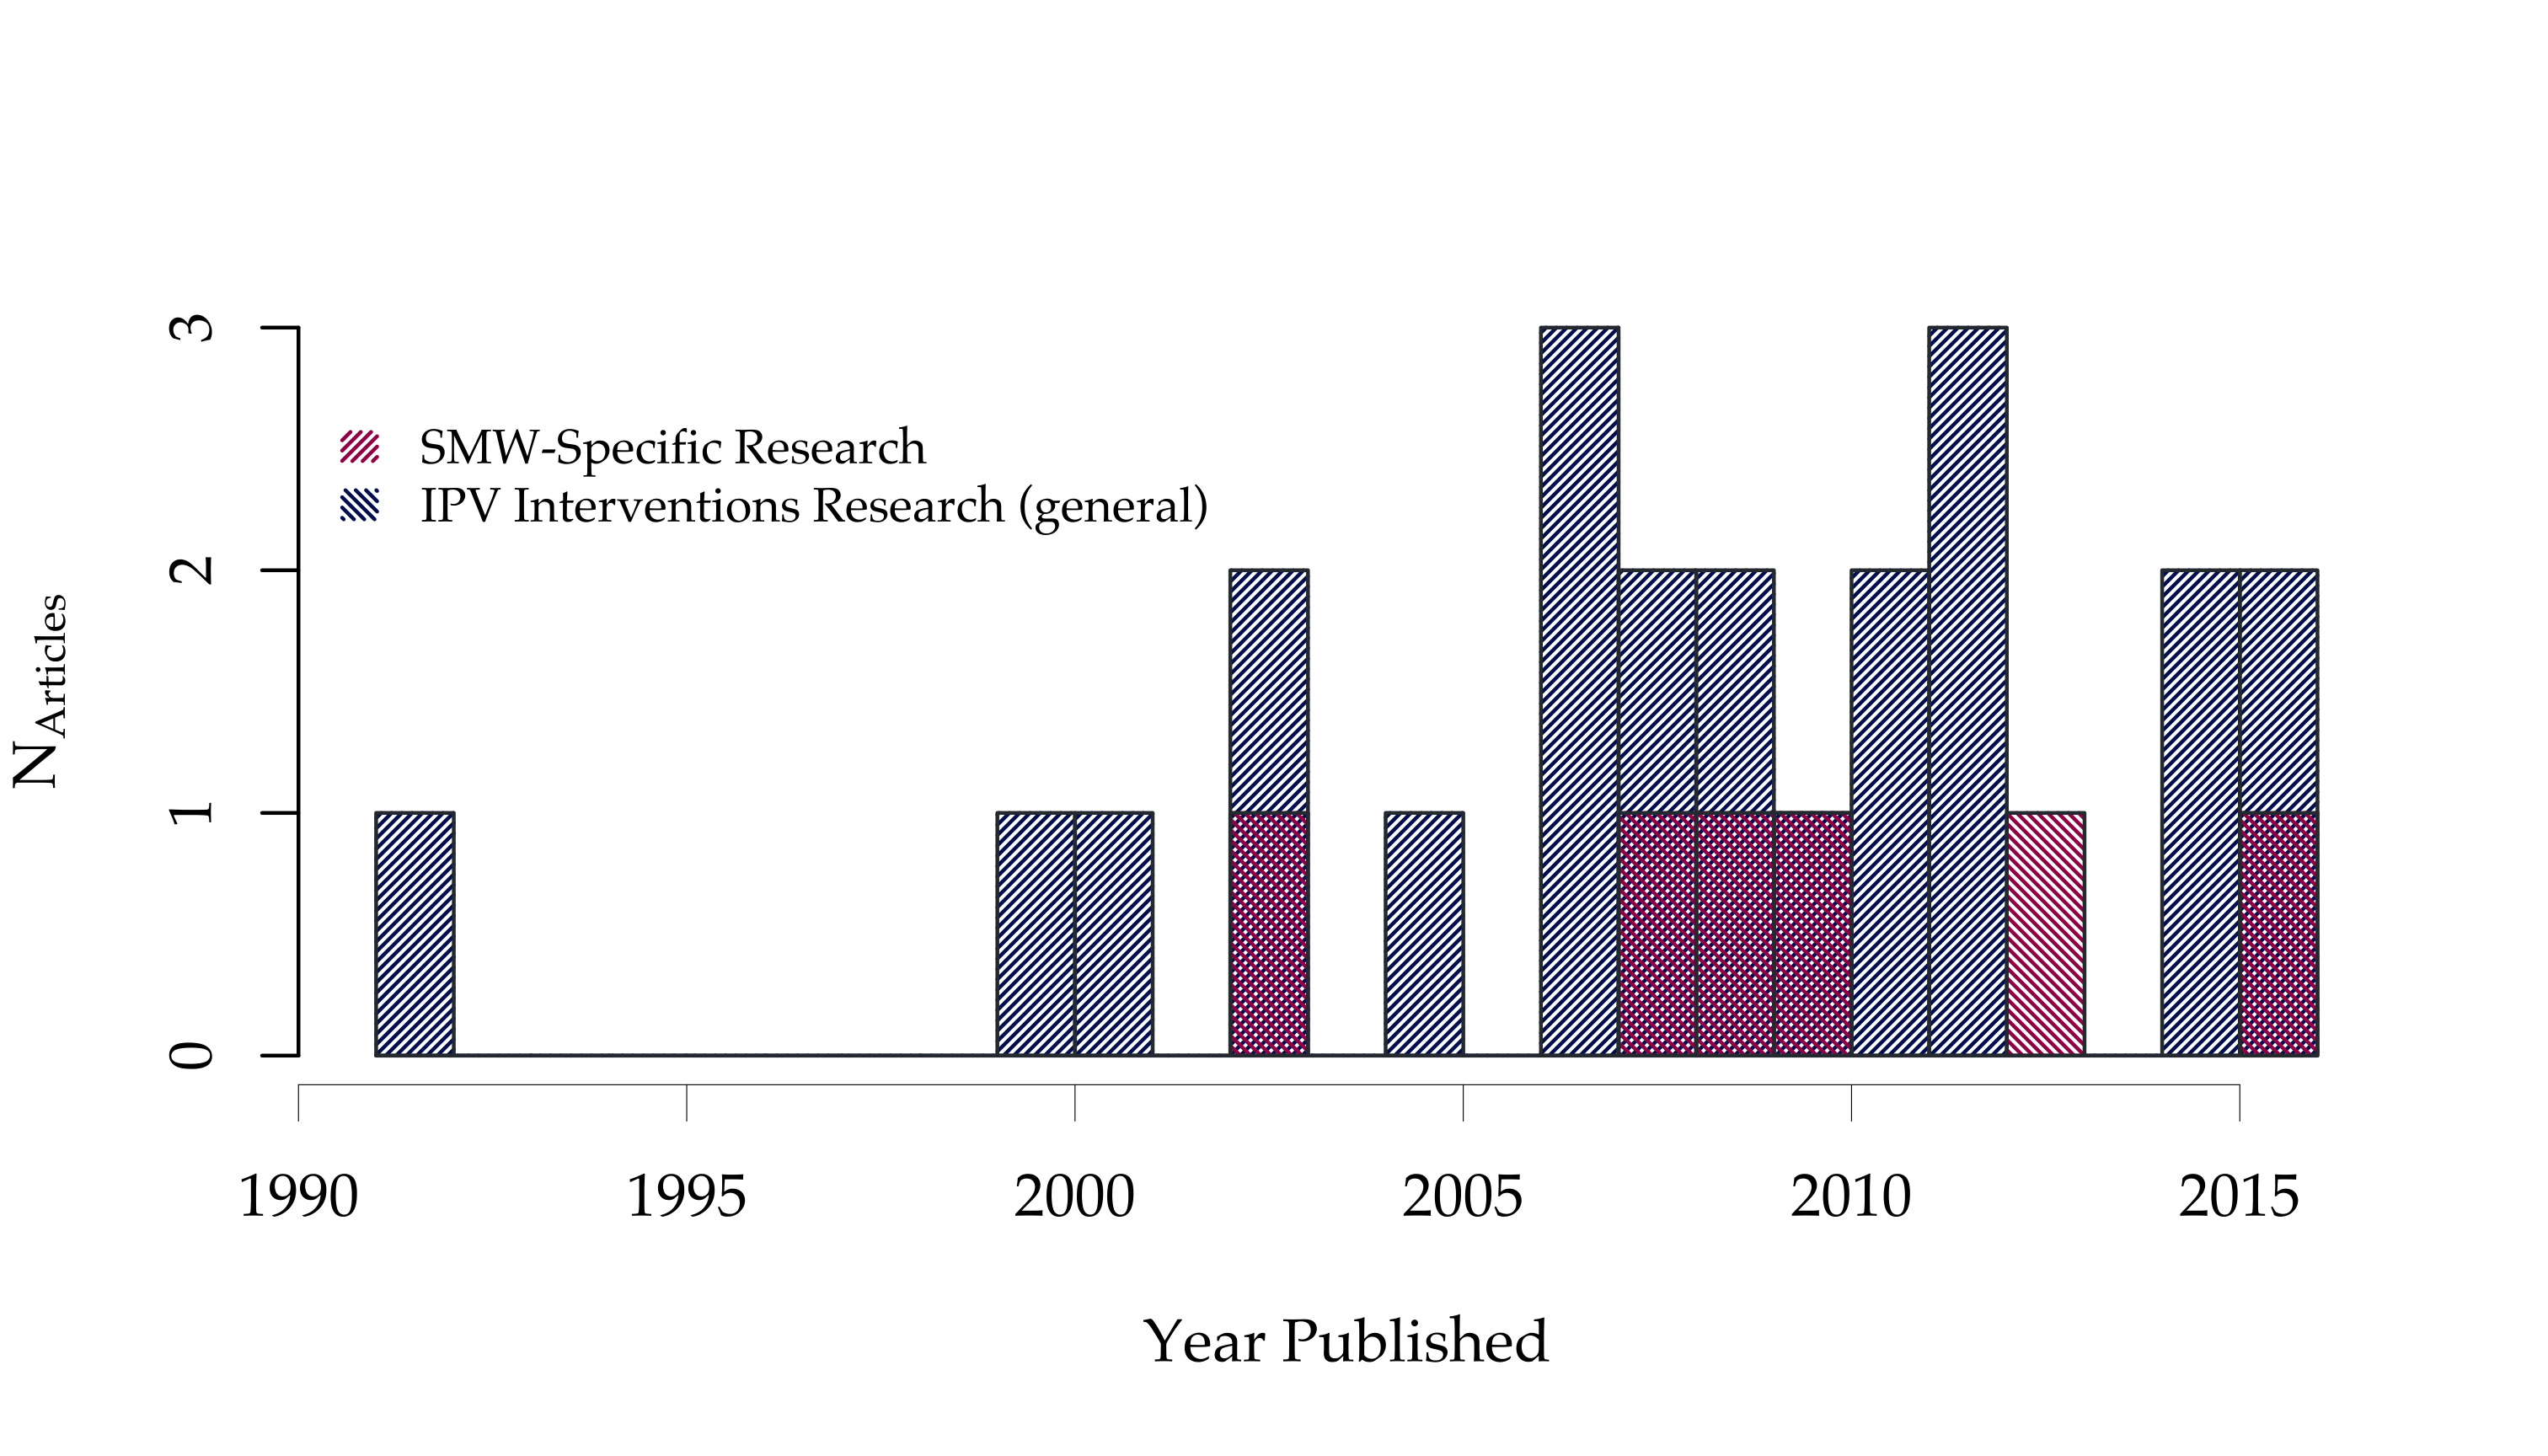 3
SMW-Specific Research
IPV Interventions Research (general)
2
N Articles
1
0
1990 1995 2000 2005 2010 2015
Year Published